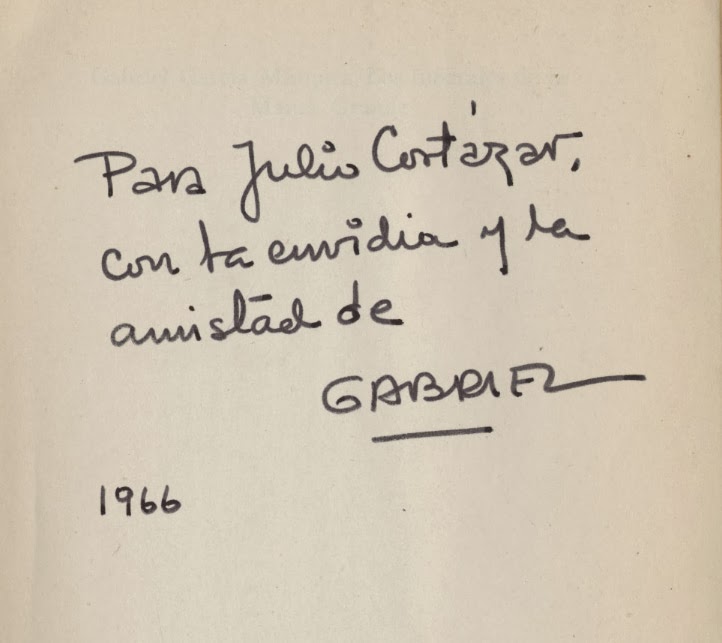 Para Julio Cortázar,
con la envidia y la
amistad de
GABRIEL
1966